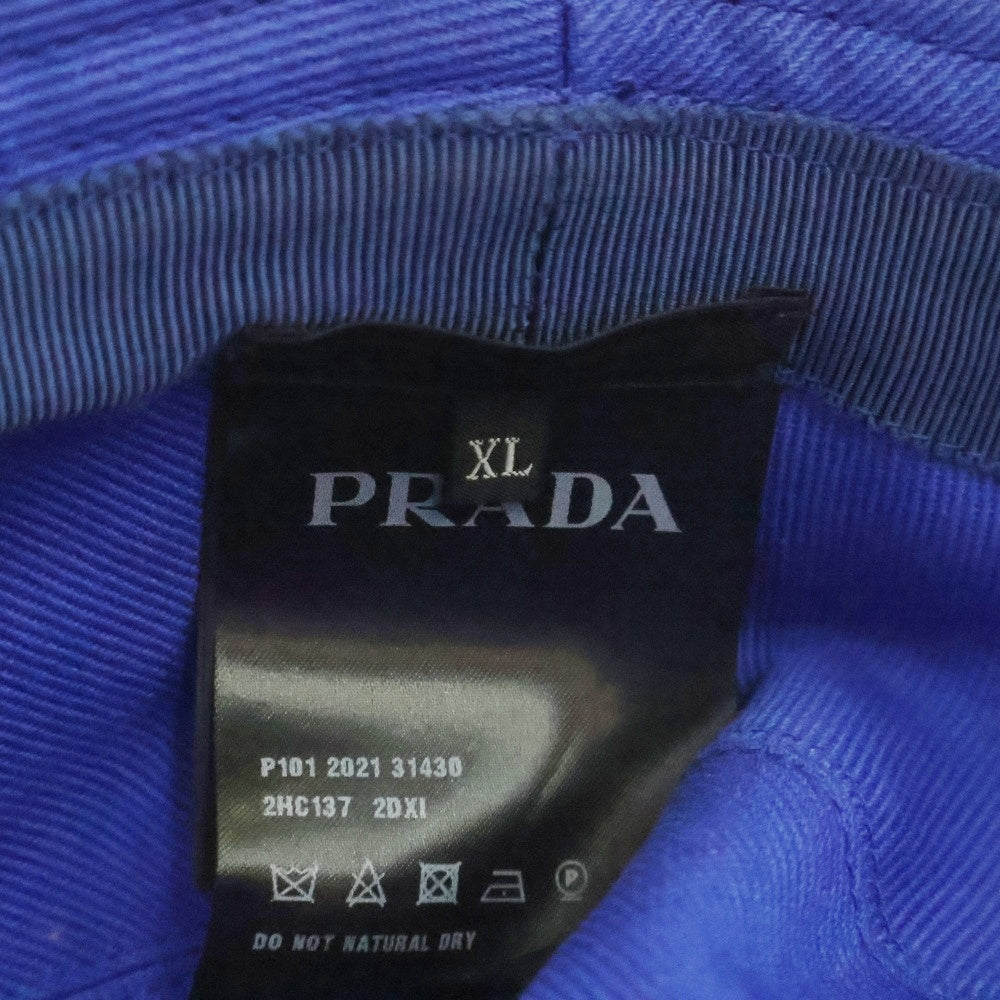 XL
PRADA
P101 2021 31430
2HC137 2DXI
P
DO NOT NATURAL DRY